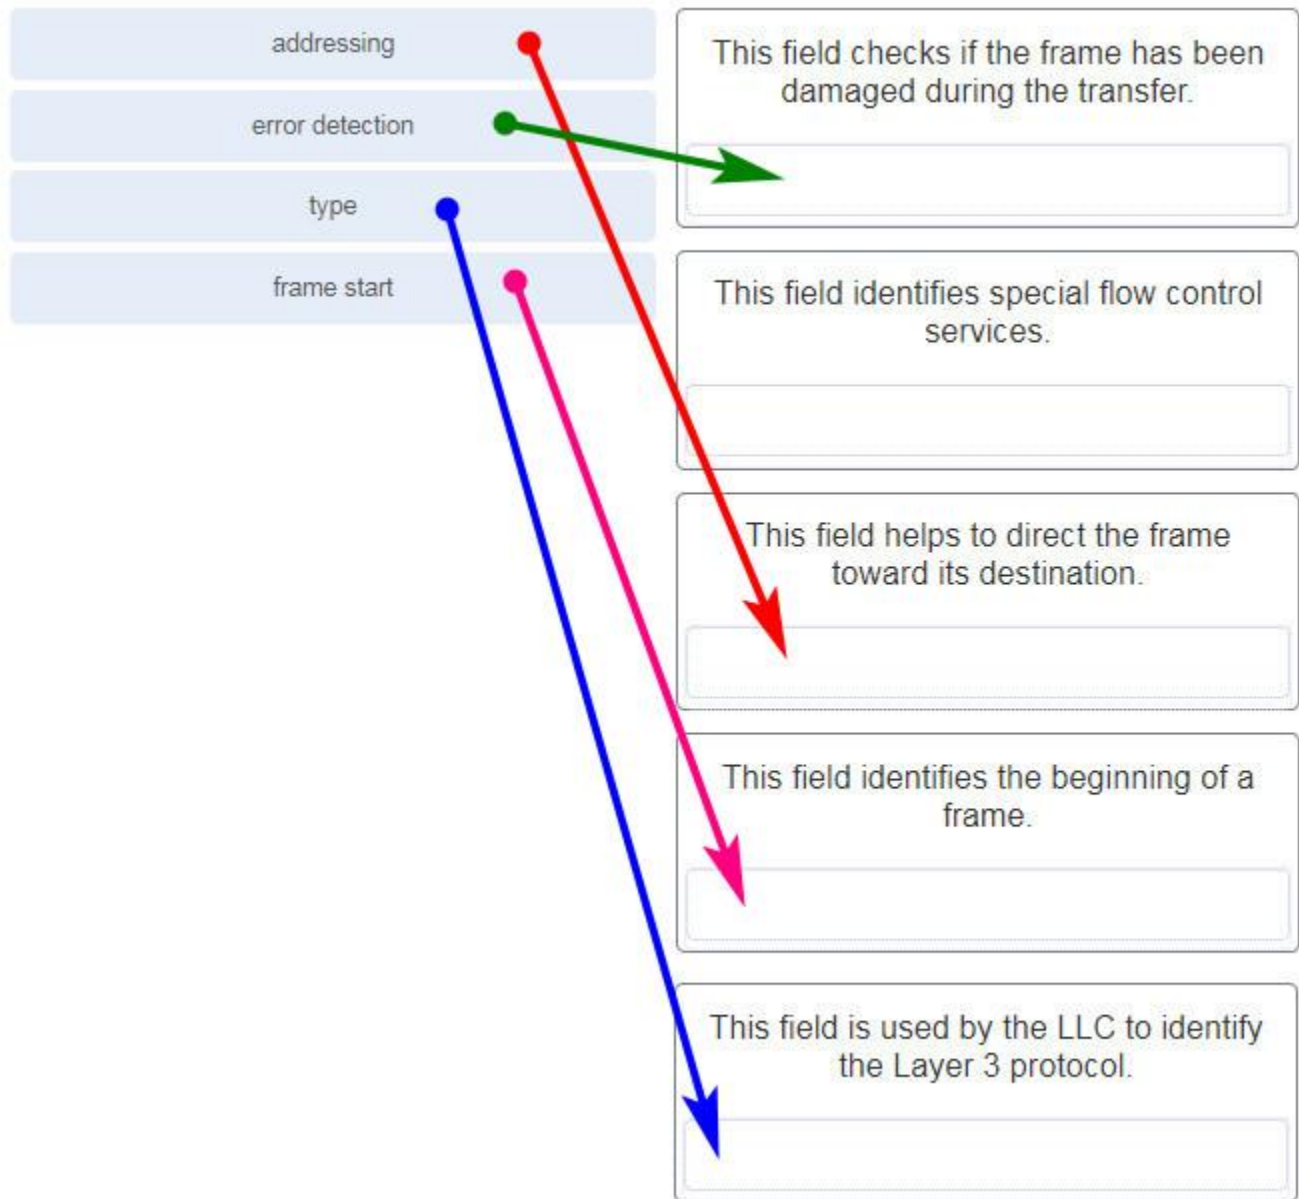 addressing
error detection
type
frame start
This field checks if the frame has been
damaged during the transfer.
This field identifies special flow control
services.
This field helps to direct the frame
toward its destination.
This field identifies the beginning of a
frame.
This field is used by the LLC to identify
the Layer 3 protocol.